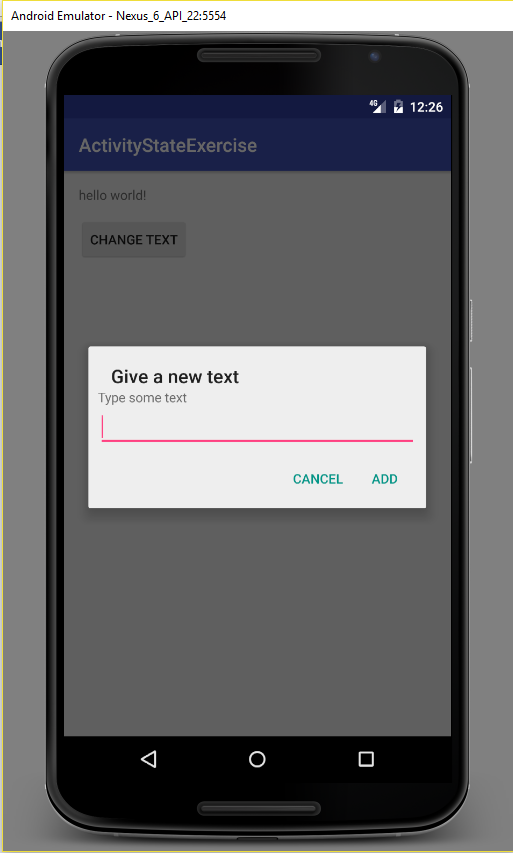 Android Emulator - Nexus_6_API_22:5554
4G 12:26
ActivityStateExercise
hello world!
CHANGE TEXT
Give a new text
Type some text
CANCEL ADD